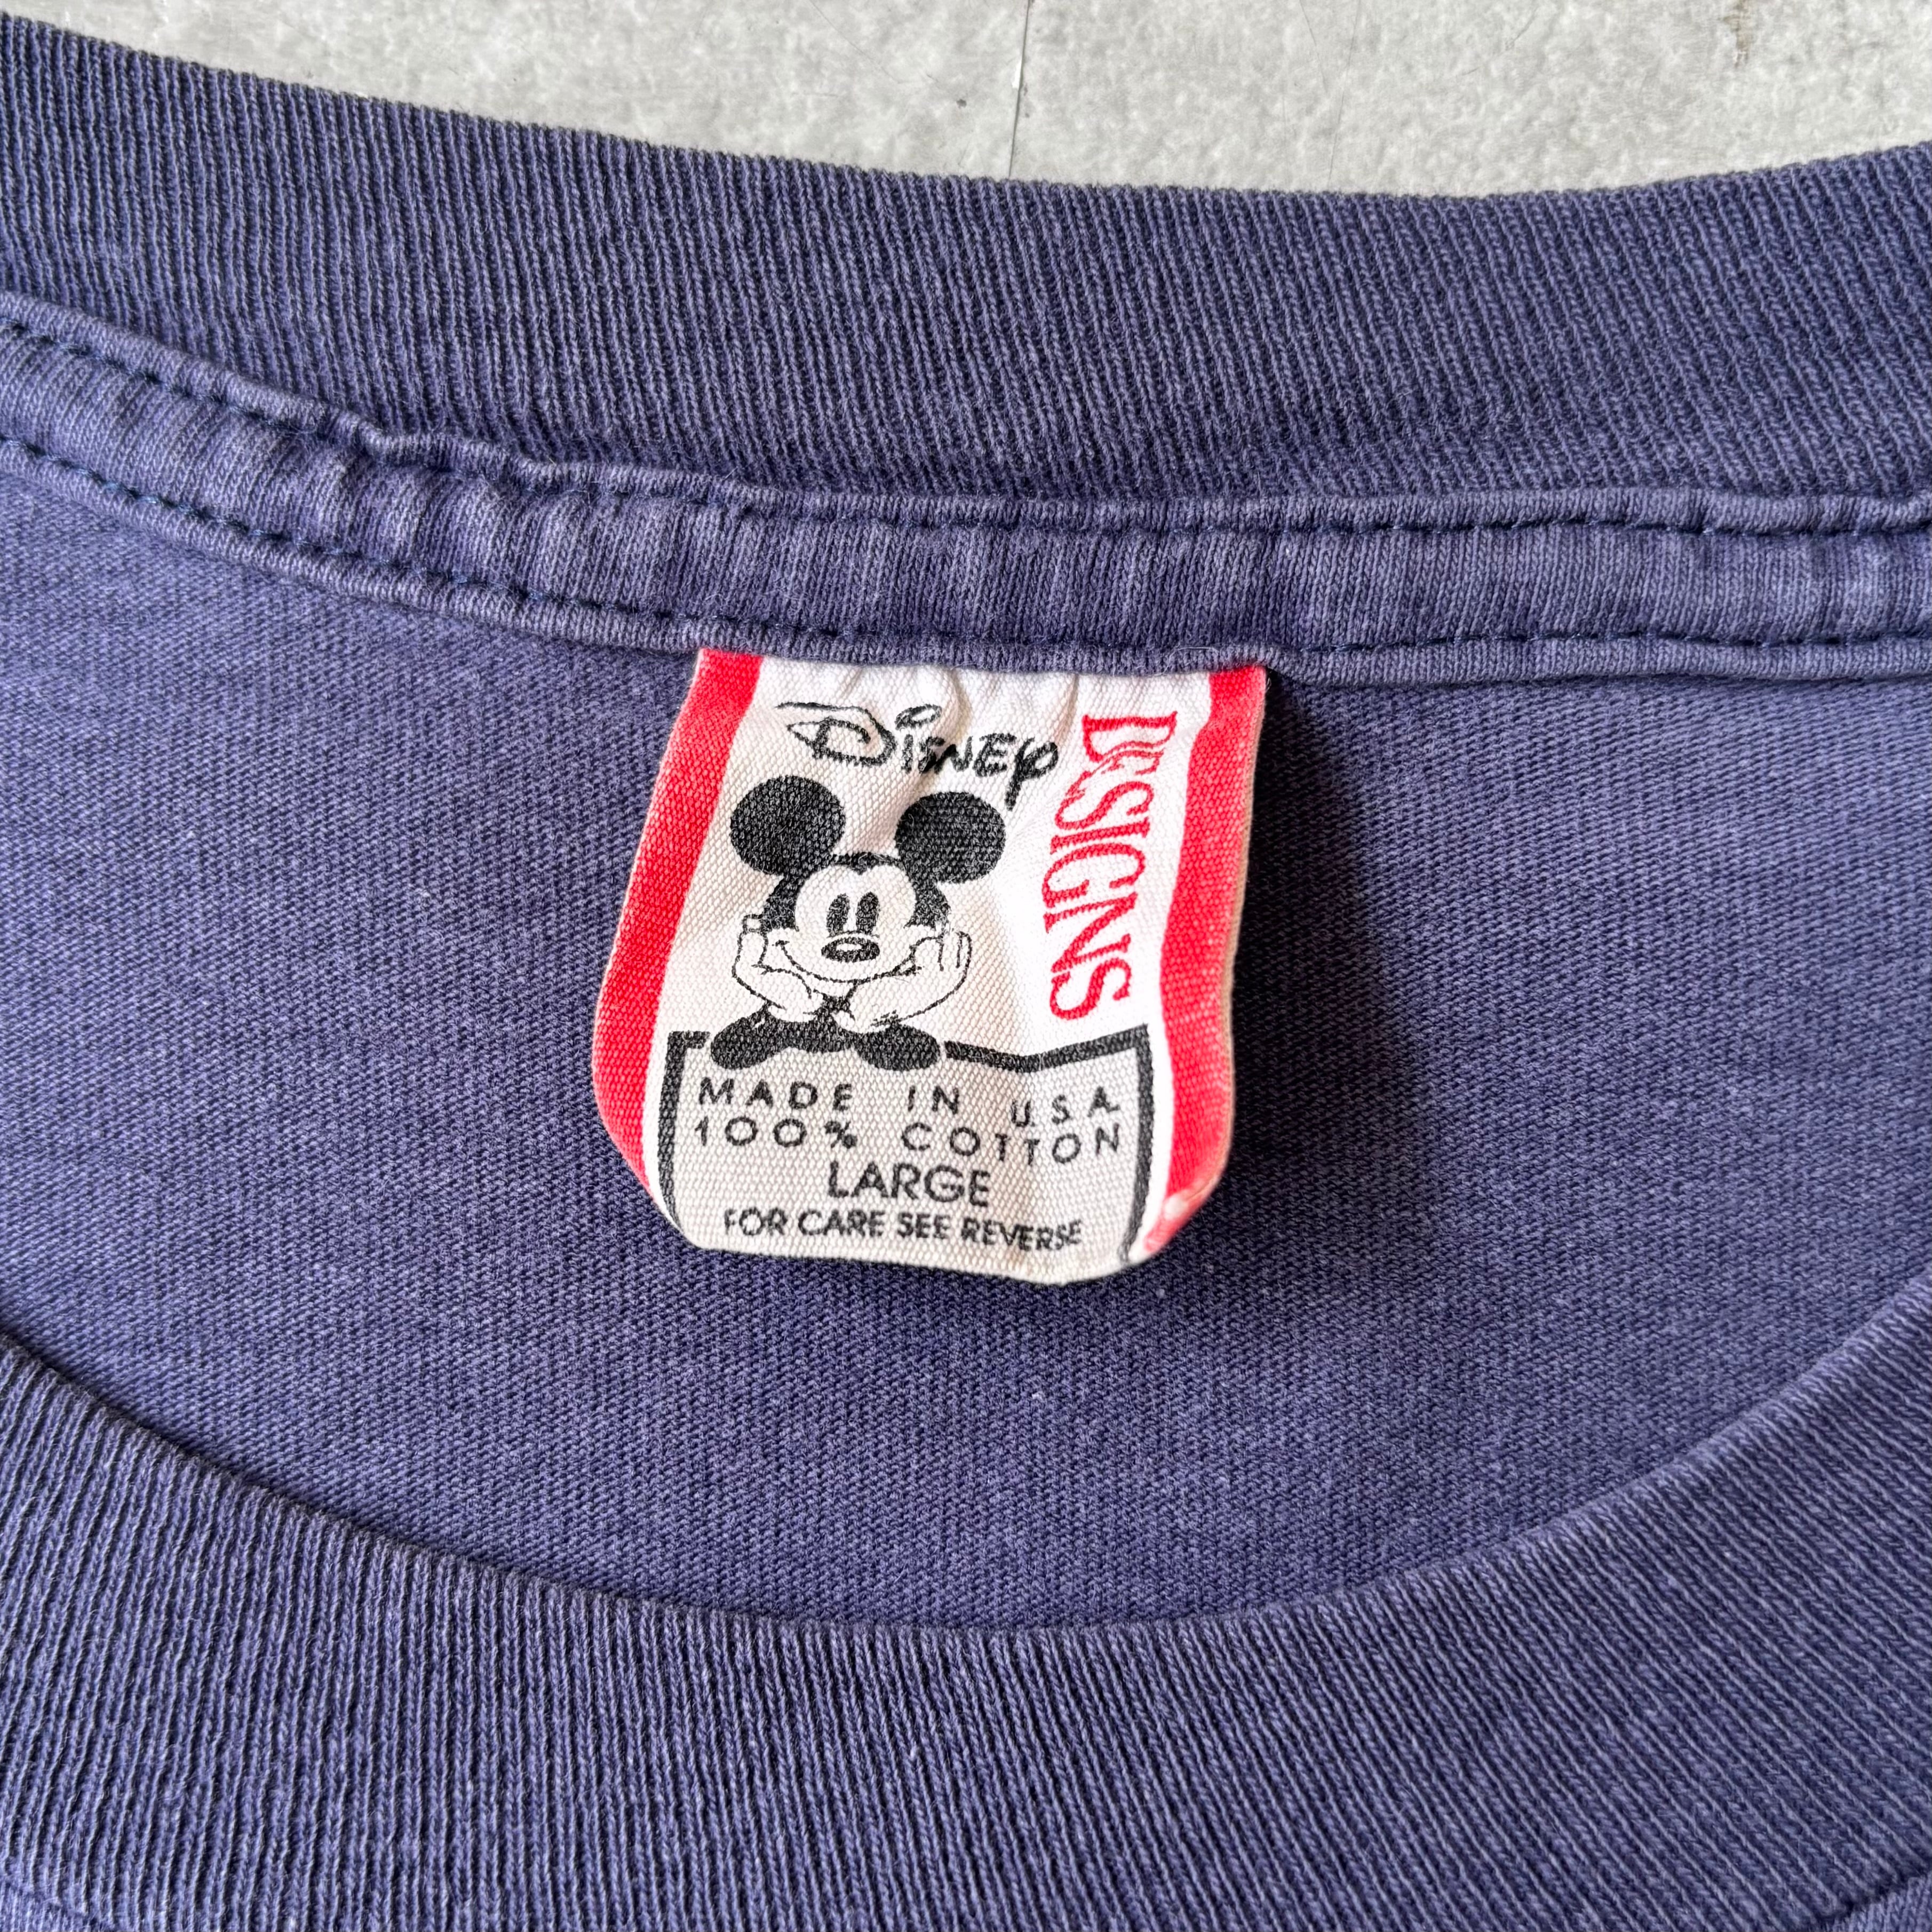 Disney
DESIGNS
MADE IN USA
100% COTTON
LARGE
FOR CARE SEE REVERSE